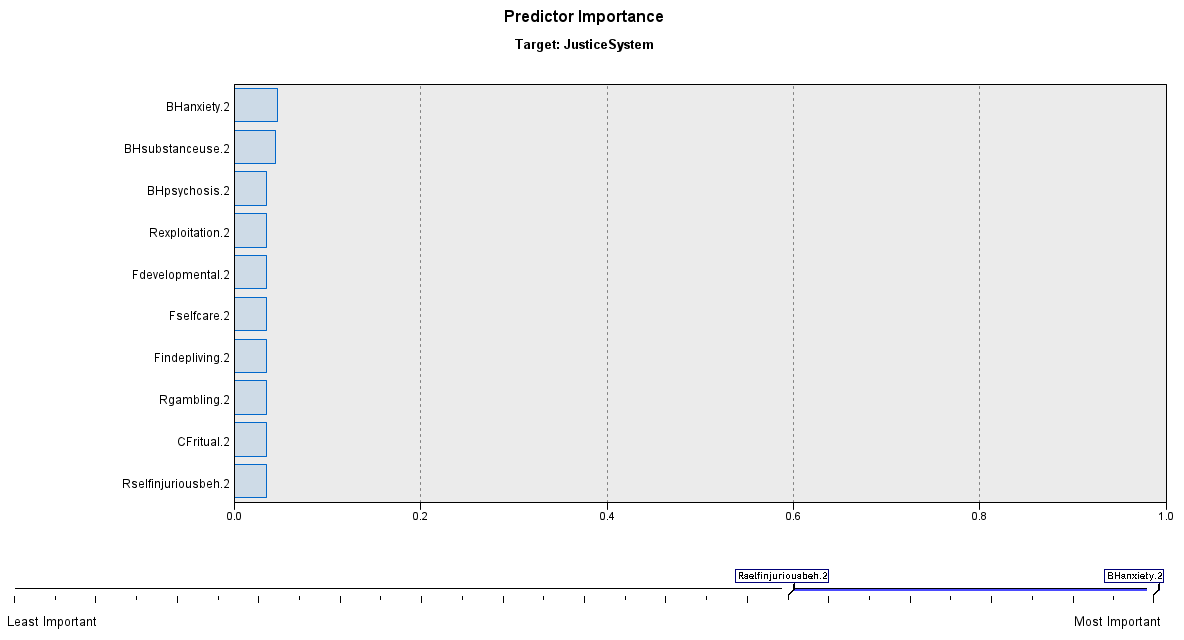 Predictor Importance
Target: JusticeSystem
BHanxiety.2
BHsubstanceuse.2
BHpsychosis.2
Rexploitation.2
Fdevelopmental.2
Fselfcare.2
Findepliving.2
Rgambling.2
CFritual.2
Rselfinjuriousbeh.2
0.0 0.2 0.4 0.6 0.8 1.0
Rselfinjuriousbeh.2 BHanxiety.2
Least Important Most Important